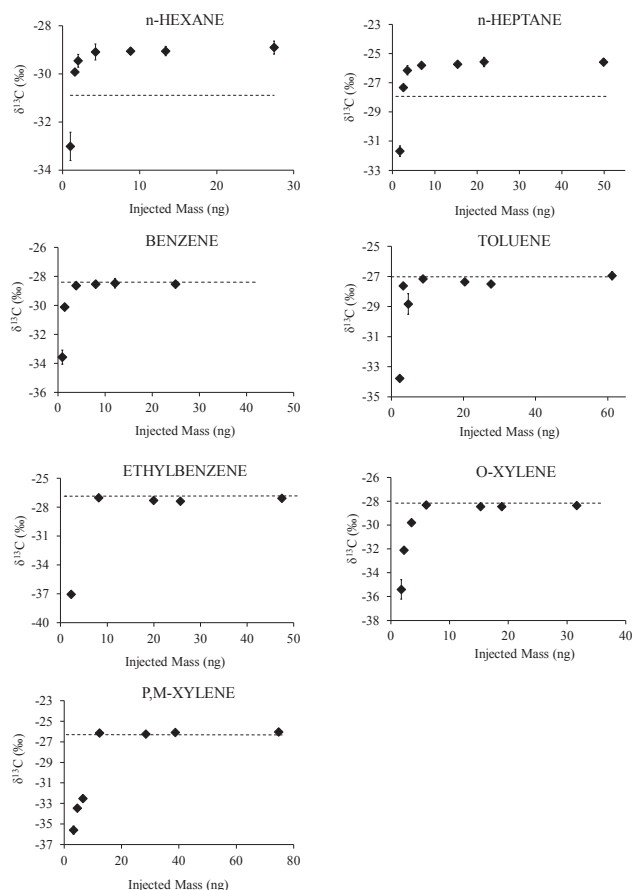 n-HEXANE
-28
-29
-30
-31
-32
-33
-34
δ¹³C (‰)
0 10 20 30
Injected Mass (ng)
n-HEPTANE
-23
-25
-27
-29
-31
-33
δ¹³C (‰)
0 10 20 30 40 50 60
Injected Mass (ng)
BENZENE
-26
-28
-30
-32
-34
-36
δ¹³C (‰)
0 10 20 30 40 50
Injected Mass (ng)
TOLUENE
-25
-27
-29
-31
-33
-35
δ¹³C (‰)
0 20 40 60
Injected Mass (ng)
ETHYLBENZENE
-25
-28
-31
-34
-37
-40
δ¹³C (‰)
0 10 20 30 40 50
Injected Mass (ng)
O-XYLENE
-26
-28
-30
-32
-34
-36
-38
δ¹³C (‰)
0 10 20 30 40
Injected Mass (ng)
P,M-XYLENE
-23
-25
-27
-29
-31
-33
-35
-37
δ¹³C (‰)
0 20 40 60 80
Injected Mass (ng)